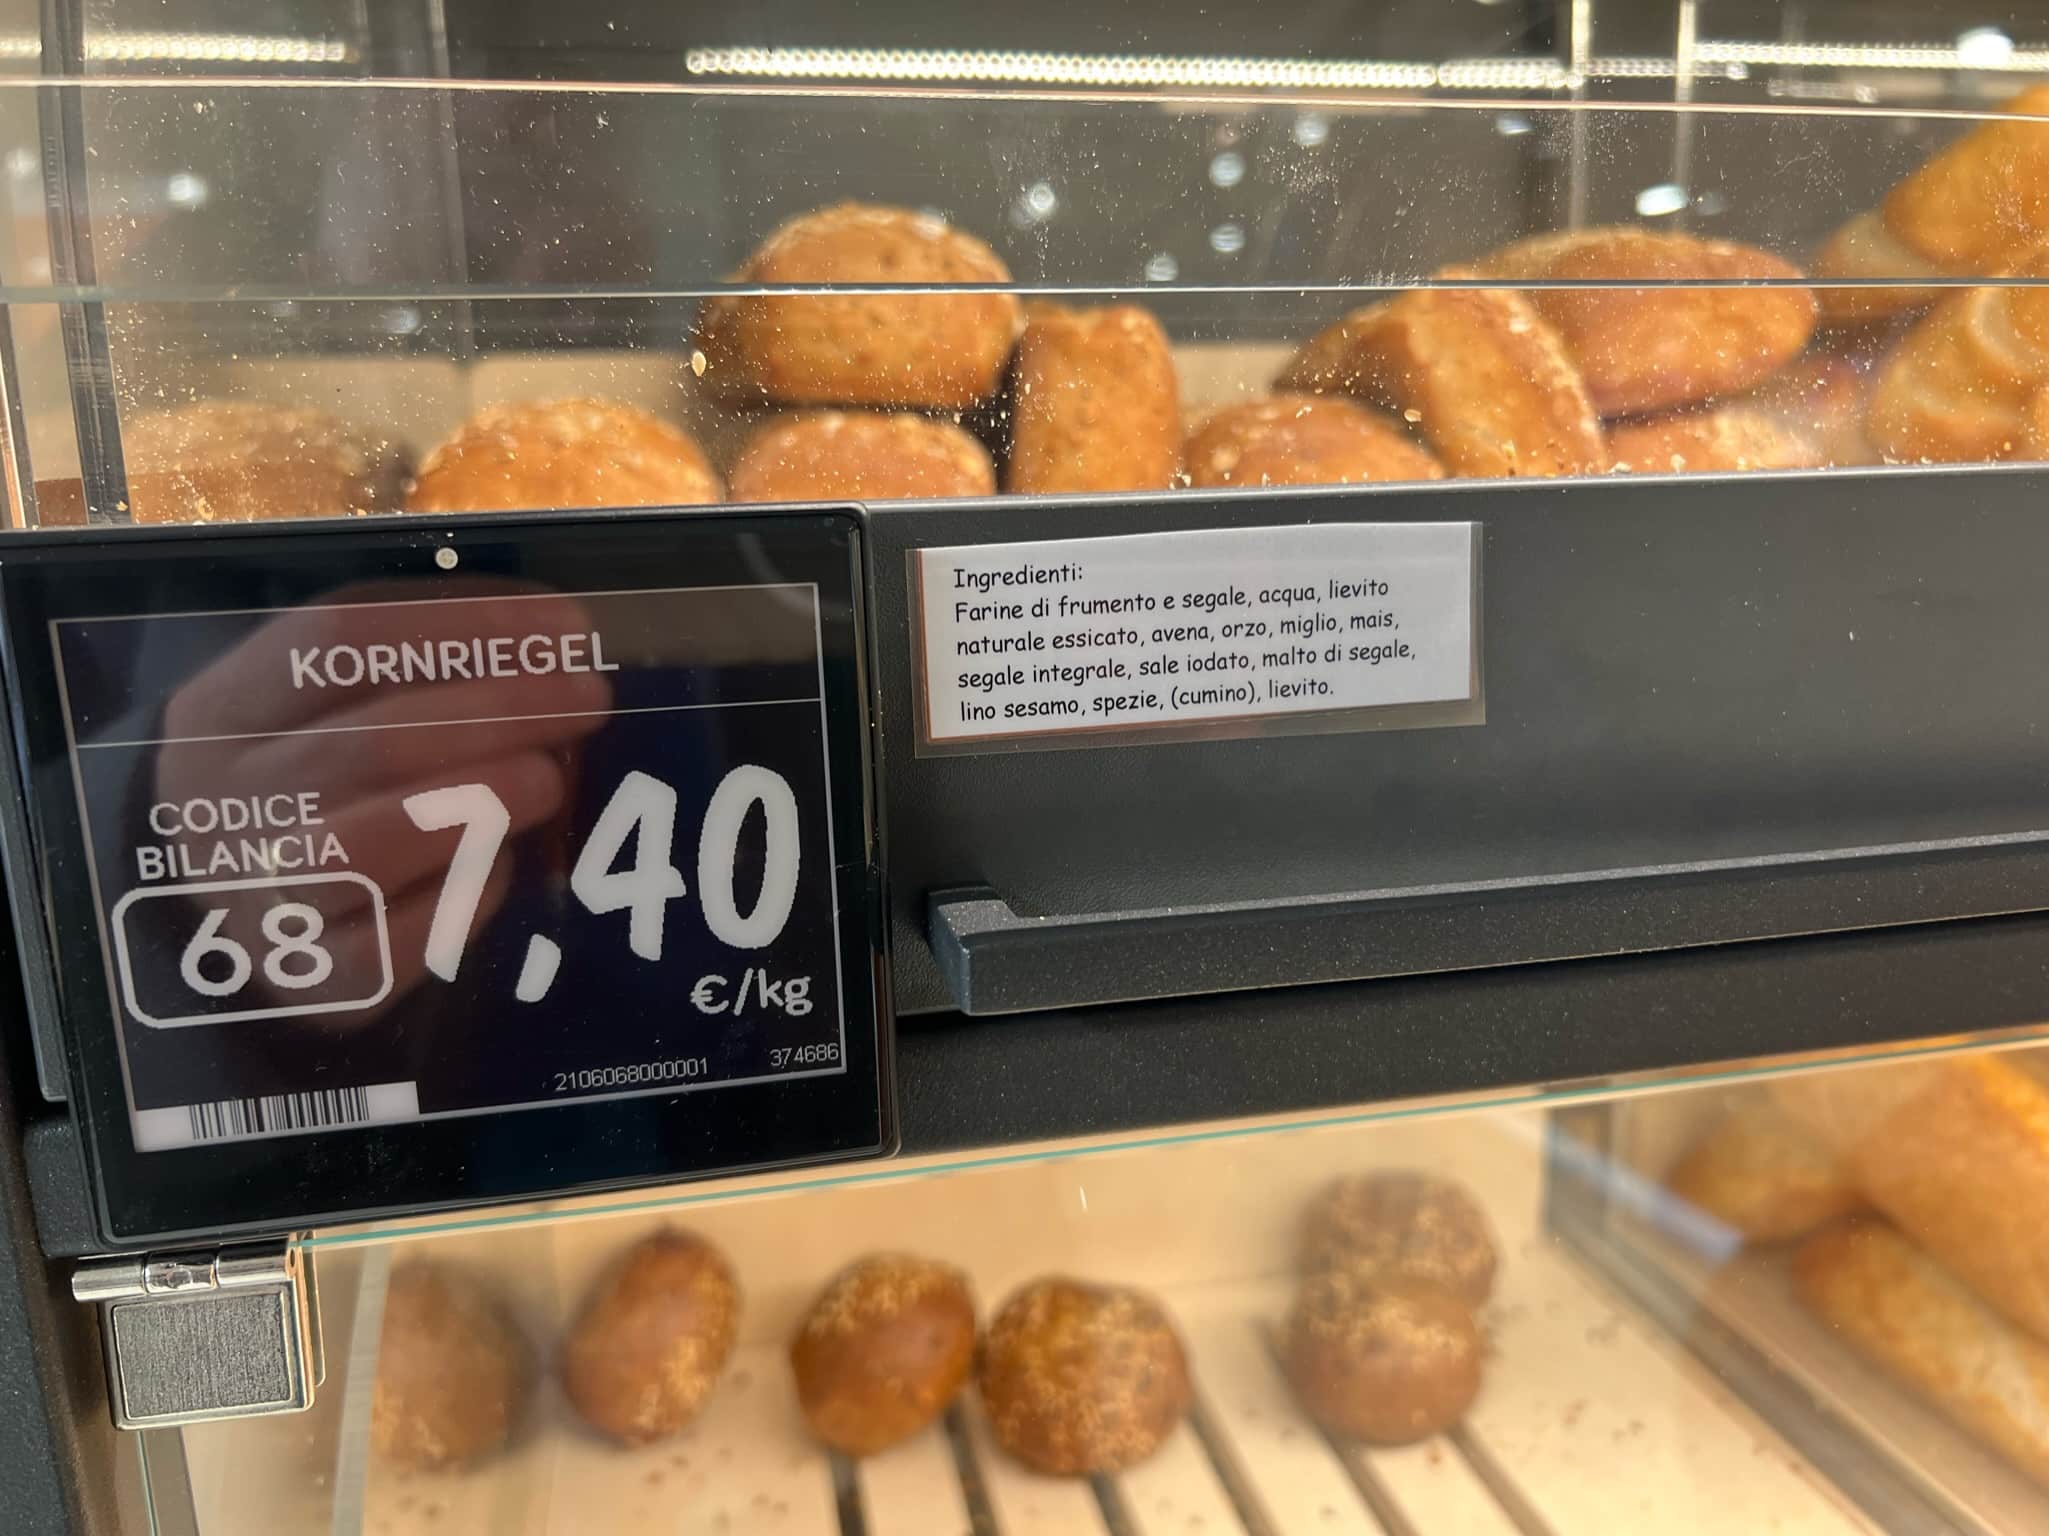 KORNRIEGEL
CODICE
BILANCIA
68
7,40
€/kg
2106068000001
374686
Ingredienti:
Farine di frumento e segale, acqua, lievito
naturale essicato, avena, orzo, miglio, mais,
segale integrale, sale iodato, malto di segale,
lino sesamo, spezie, (cumino), lievito.